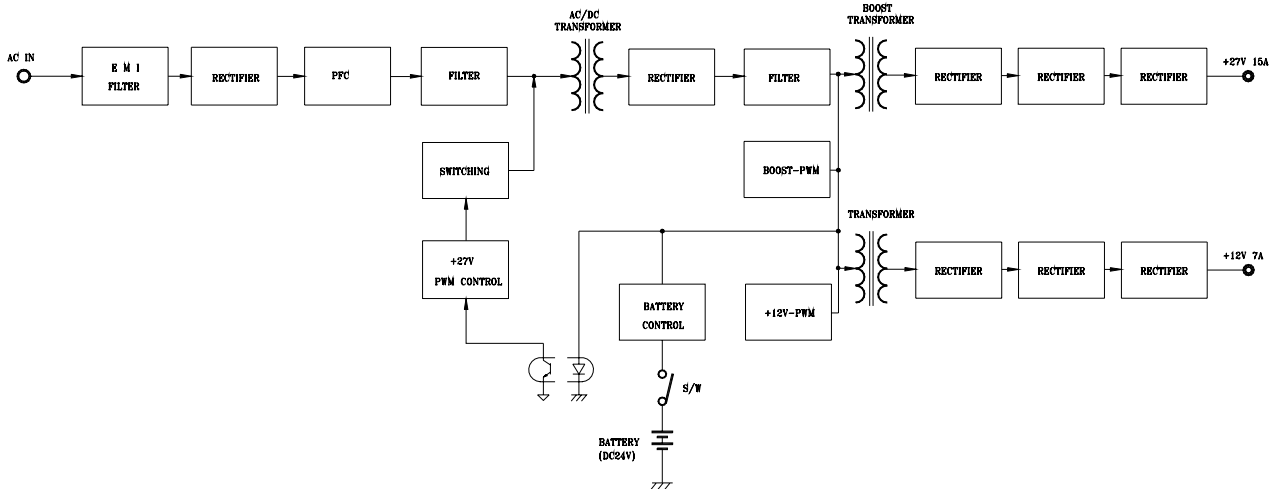 AC IN
E M I
FILTER
RECTIFIER
PFC
FILTER
AC/DC
TRANSFORMER
RECTIFIER
FILTER
BOOST
TRANSFORMER
RECTIFIER
RECTIFIER
RECTIFIER
+27V 15A
SWITCHING
BOOST-PWM
+27V
PWM CONTROL
TRANSFORMER
RECTIFIER
RECTIFIER
RECTIFIER
+12V 7A
BATTERY
CONTROL
+12V-PWM
S/W
BATTERY
(DC24V)